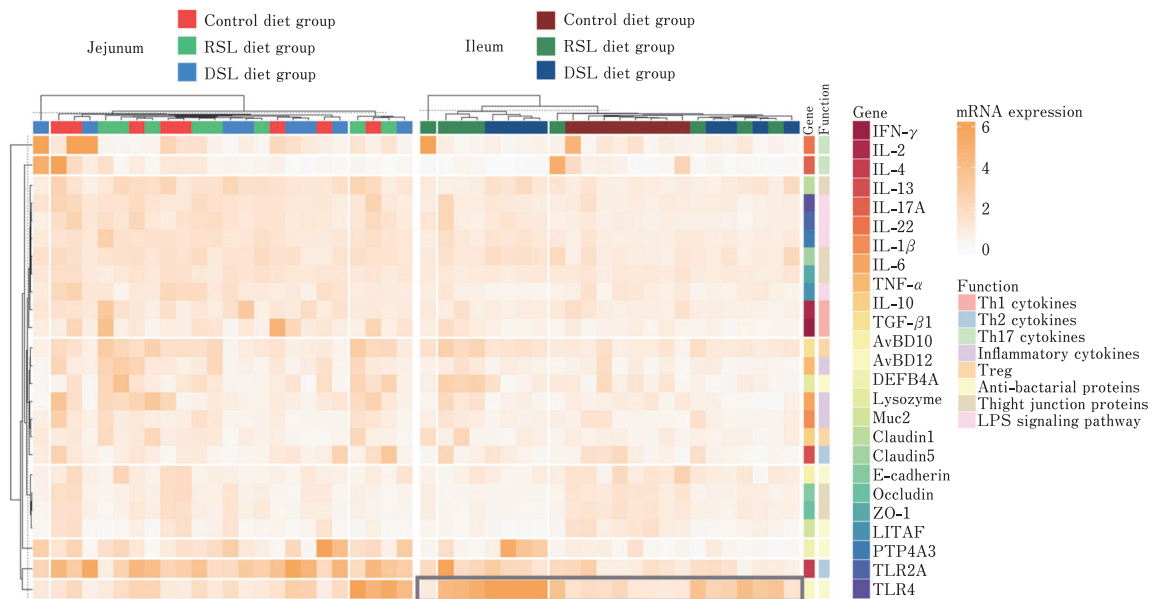 Jejunum
Control diet group
RSL diet group
DSL diet group
Ileum
Control diet group
RSL diet group
DSL diet group
Gene
Function
Gene
IFN-γ
IL-2
IL-4
IL-13
IL-17A
IL-22
IL-1β
IL-6
TNF-α
IL-10
TGF-β1
AvBD10
AvBD12
DEFB4A
Lysozyme
Muc2
Claudin1
Claudin5
E-cadherin
Occludin
ZO-1
LITAF
PTP4A3
TLR2A
TLR4
mRNA expression
6
4
2
0
Function
Th1 cytokines
Th2 cytokines
Th17 cytokines
Inflammatory cytokines
Treg
Anti-bactarial proteins
Thight junction proteins
LPS signaling pathway